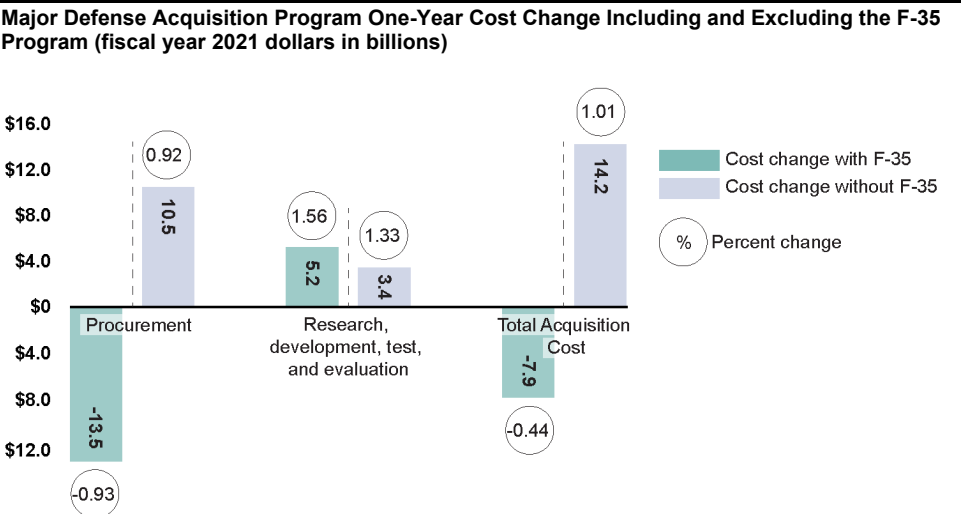 Major Defense Acquisition Program One-Year Cost Change Including and Excluding the F-35
Program (fiscal year 2021 dollars in billions)
$16.0
$12.0
$8.0
$4.0
$0
$4.0
$8.0
$12.0
0.92
10.5
Procurement
-13.5
-0.93
1.56
5.2
1.33
3.4
Research,
development, test,
and evaluation
1.01
14.2
Total Acquisition
Cost
-7.9
-0.44
Cost change with F-35
Cost change without F-35
% Percent change